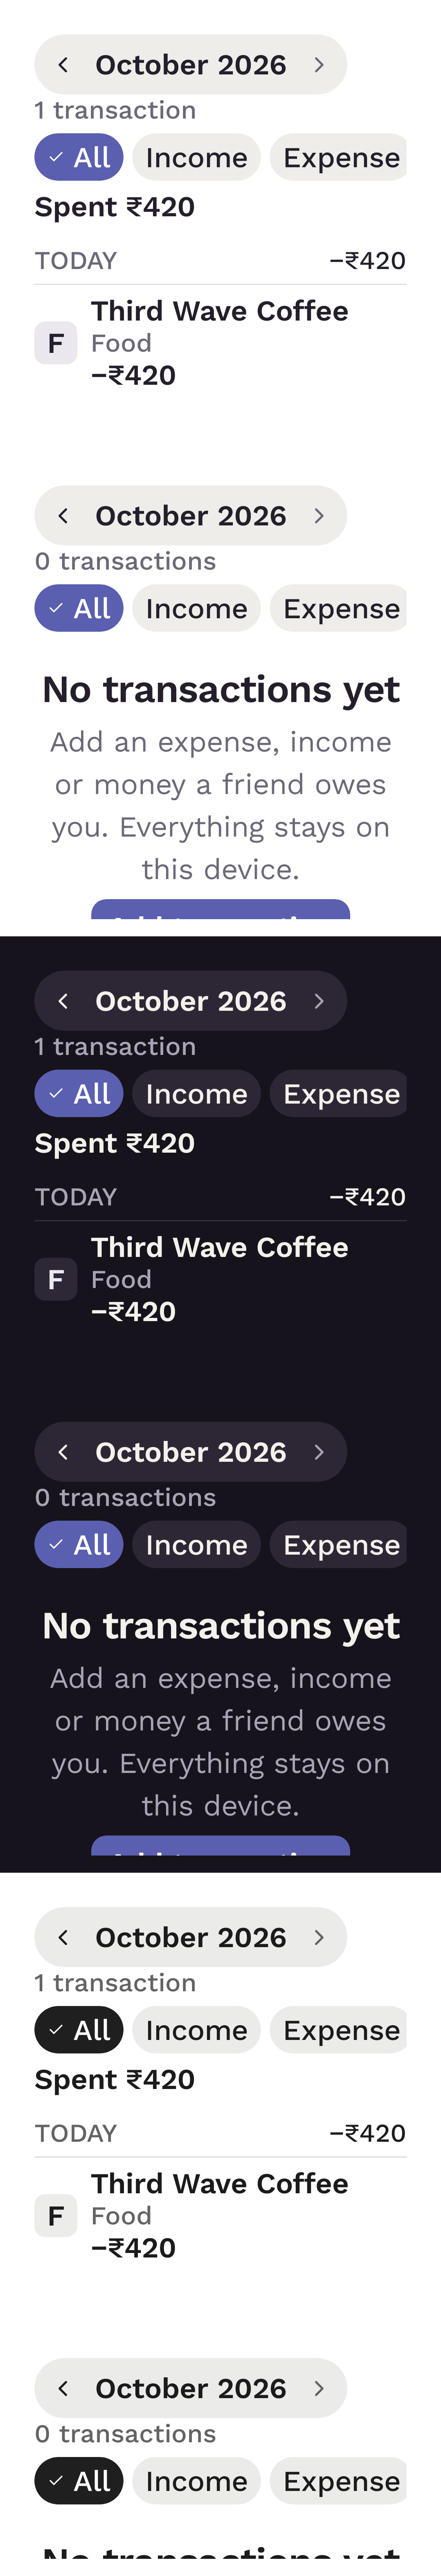 October 2026
1 transaction
All Income Expense
Spent ₹420
TODAY −₹420
Third Wave Coffee
F Food
−₹420
October 2026
0 transactions
All Income Expense
No transactions yet
Add an expense, income
or money a friend owes
you. Everything stays on
this device.
October 2026
1 transaction
All Income Expense
Spent ₹420
TODAY −₹420
Third Wave Coffee
F Food
−₹420
October 2026
0 transactions
All Income Expense
No transactions yet
Add an expense, income
or money a friend owes
you. Everything stays on
this device.
October 2026
1 transaction
All Income Expense
Spent ₹420
TODAY −₹420
Third Wave Coffee
F Food
−₹420
October 2026
0 transactions
All Income Expense
No transactions yet